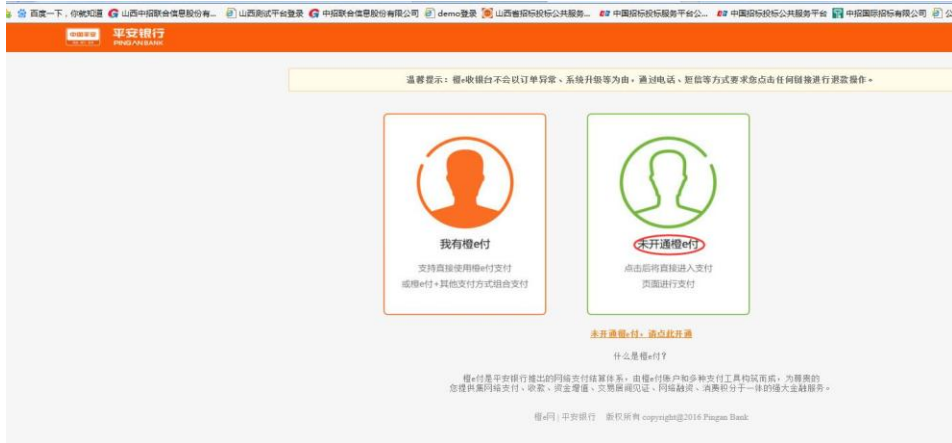 百度一下,你就知道 山西中招联合信息股份有... 山西测试平台登录 中招联合信息股份有限公司 demo登录 山西省招标投标公共服务... 中国招标投标服务平台公... 中国招标投标公共服务平台 中招国际招标有限公司 公
中国平安 平安银行
PINGAN BANK
温馨提示:橙e收银台不会以订单异常、系统升级等为由,通过电话、短信等方式要求您点击任何链接进行退款操作。
我有橙e付 未开通橙e付
支持直接使用橙e付支付 点击后将直接进入支付
或橙e付+其他支付方式组合支付 页面进行支付
未开通橙e付,请点此开通
什么是橙e付?
橙e付是平安银行推出的网络支付结算体系,由橙e付账户和多种支付工具构筑而成,为尊贵的
您提供集网络支付、收款、资金增值、交易资金见证、网络融资、消费积分于一体的强大金融服务。
橙e网 | 平安银行 版权所有 copyright@2016 Pingan Bank